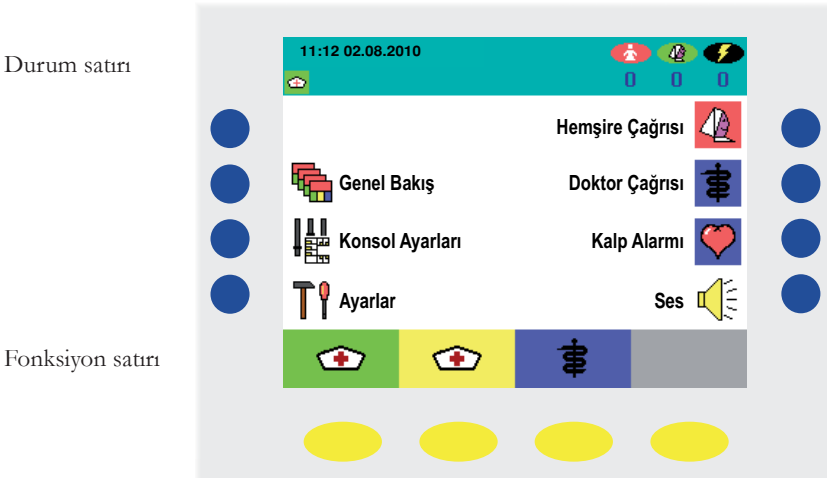 11:12 02.08.2010
Durum satırı
0 0 0
Hemşire Çağrısı
Genel Bakış
Doktor Çağrısı
Konsol Ayarları
Kalp Alarmı
Ayarlar
Ses
Fonksiyon satırı